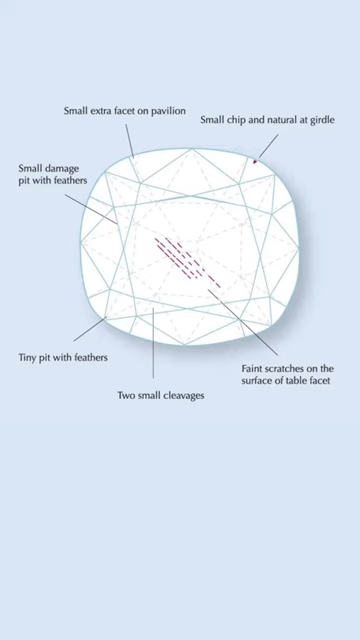 Small extra facet on pavilion
Small chip and natural at girdle
Small damage
pit with feathers
Tiny pit with feathers
Faint scratches on the
surface of table facet
Two small cleavages